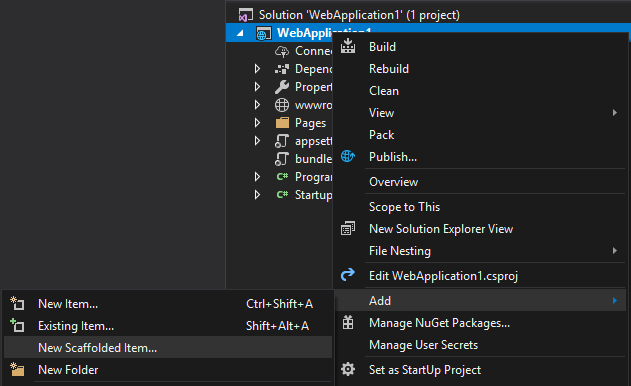 Solution 'WebApplication1' (1 project)
WebApplication1
Connec
Depend
Propert
wwwro
Pages
appsett
bundle
Program
Startup
Build
Rebuild
Clean
View
Pack
Publish...
Overview
Scope to This
New Solution Explorer View
File Nesting
Edit WebApplication1.csproj
Add
Manage NuGet Packages...
Manage User Secrets
Set as StartUp Project
New Item... Ctrl+Shift+A
Existing Item... Shift+Alt+A
New Scaffolded Item...
New Folder